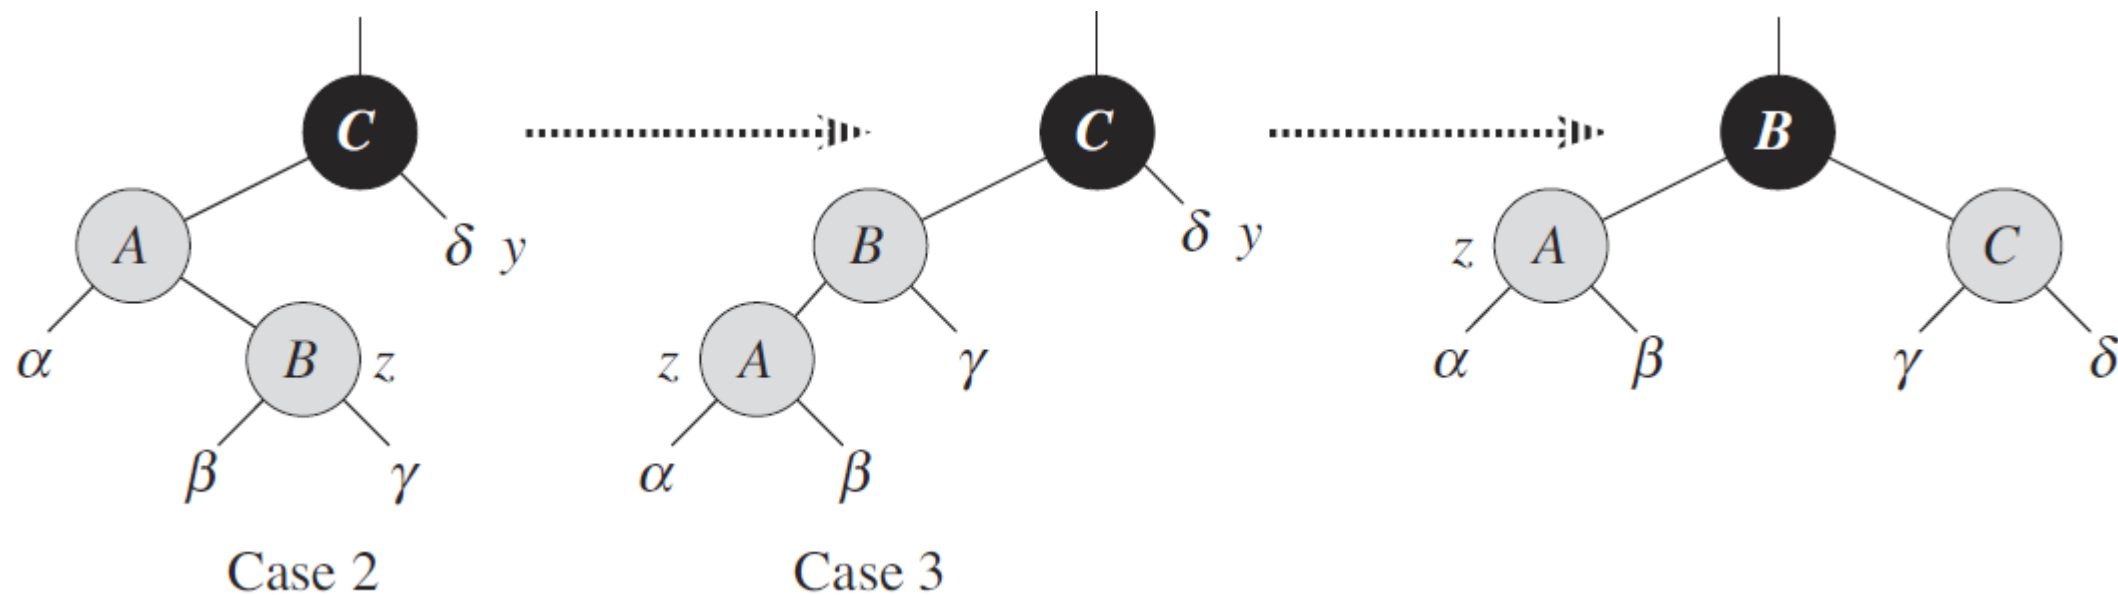 C C B
A δ y B δ y z A C
α B z z A γ α β γ δ
β γ α β
Case 2 Case 3